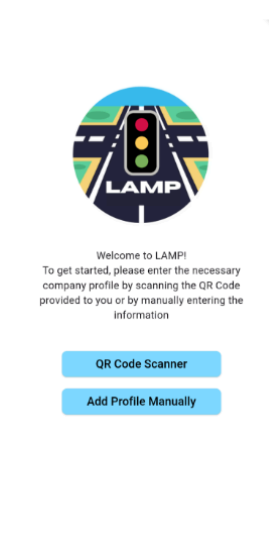 LAMP
Welcome to LAMP!
To get started, please enter the necessary
company profile by scanning the QR Code
provided to you or by manually entering the
information
QR Code Scanner
Add Profile Manually